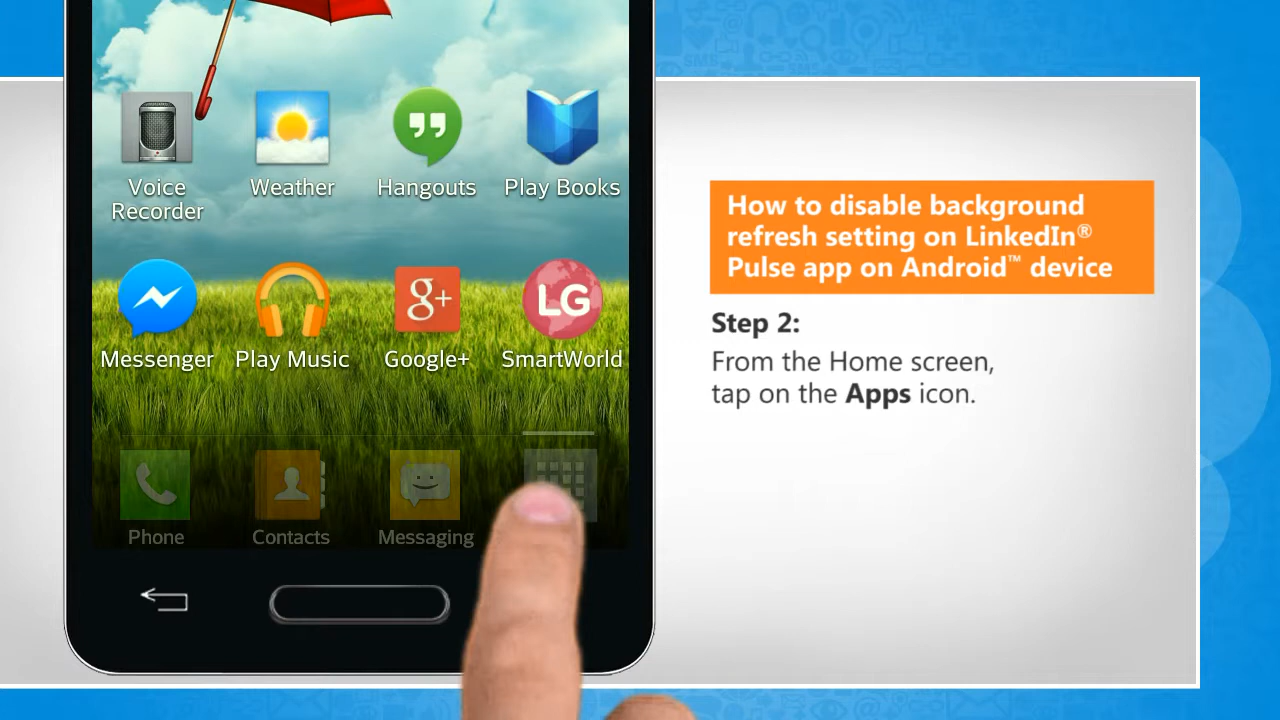 Voice
Recorder
Weather
Hangouts
Play Books
g+
LG
Messenger
Play Music
Google+
SmartWorld
Phone
Contacts
Messaging
How to disable background
refresh setting on LinkedIn®
Pulse app on Android™ device
Step 2:
From the Home screen,
tap on the Apps icon.
SMS